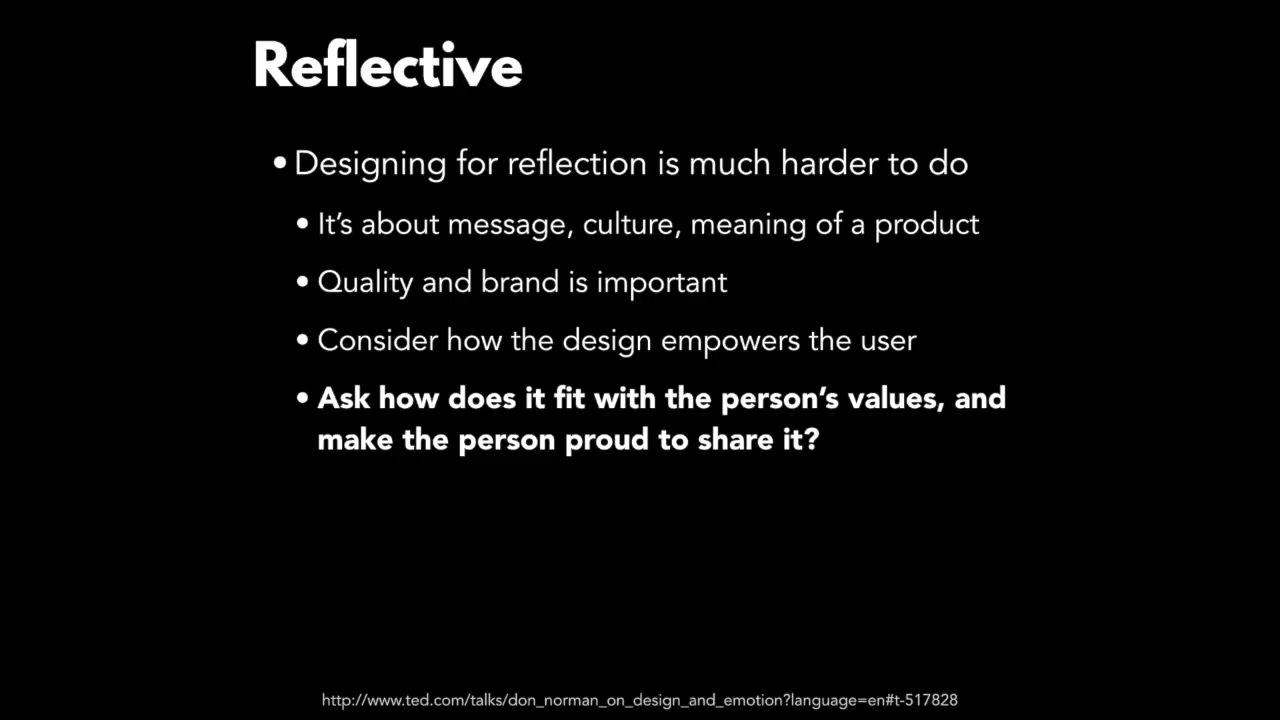 Reflective
• Designing for reflection is much harder to do
• It’s about message, culture, meaning of a product
• Quality and brand is important
• Consider how the design empowers the user
• Ask how does it fit with the person’s values, and
make the person proud to share it?
http://www.ted.com/talks/don_norman_on_design_and_emotion?language=en#t-517828